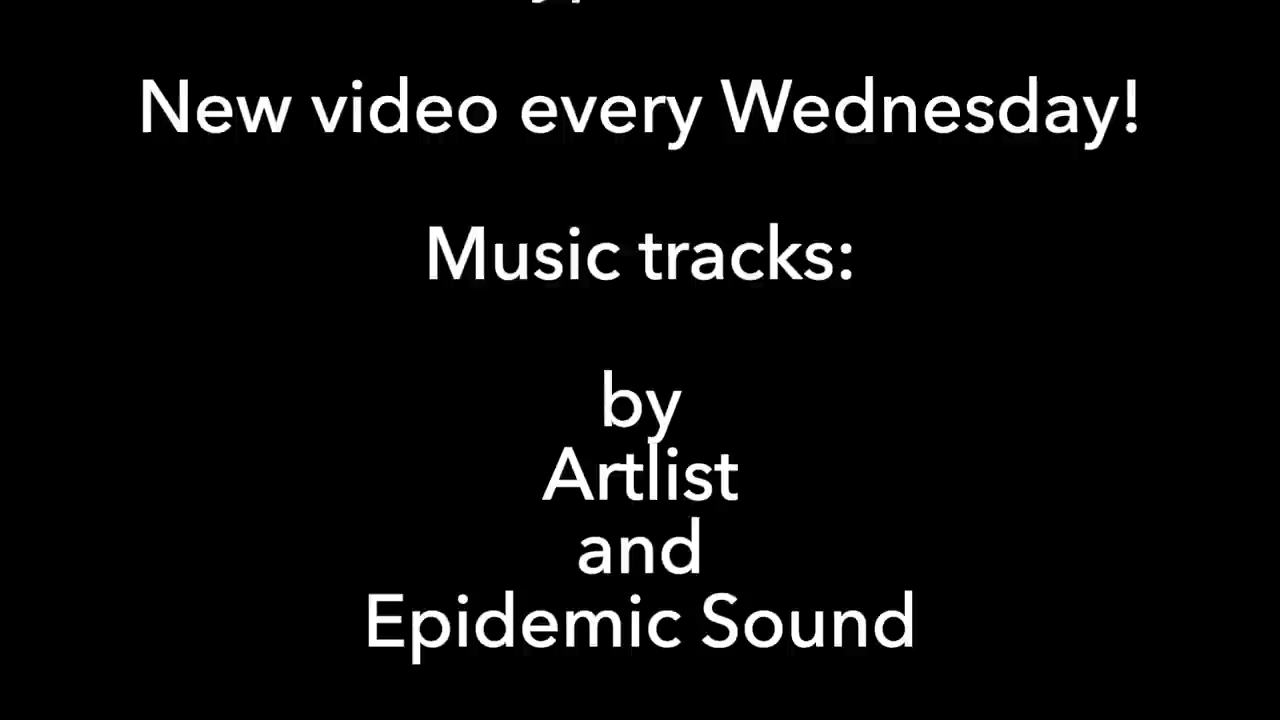 New video every Wednesday!
Music tracks:
by
Artlist
and
Epidemic Sound